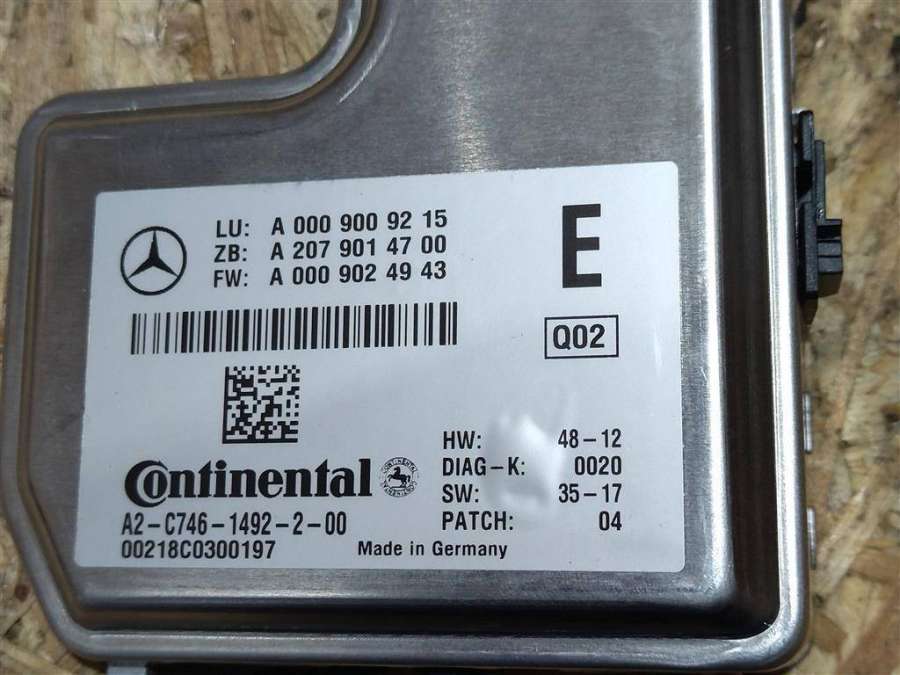 LU: A 000 900 92 15
ZB: A 207 901 47 00
FW: A 000 902 49 43
E
Q02
HW: 48-12
DIAG-K: 0020
SW: 35-17
PATCH: 04
Continental
A2-C746-1492-2-00
00218C0300197
Made in Germany